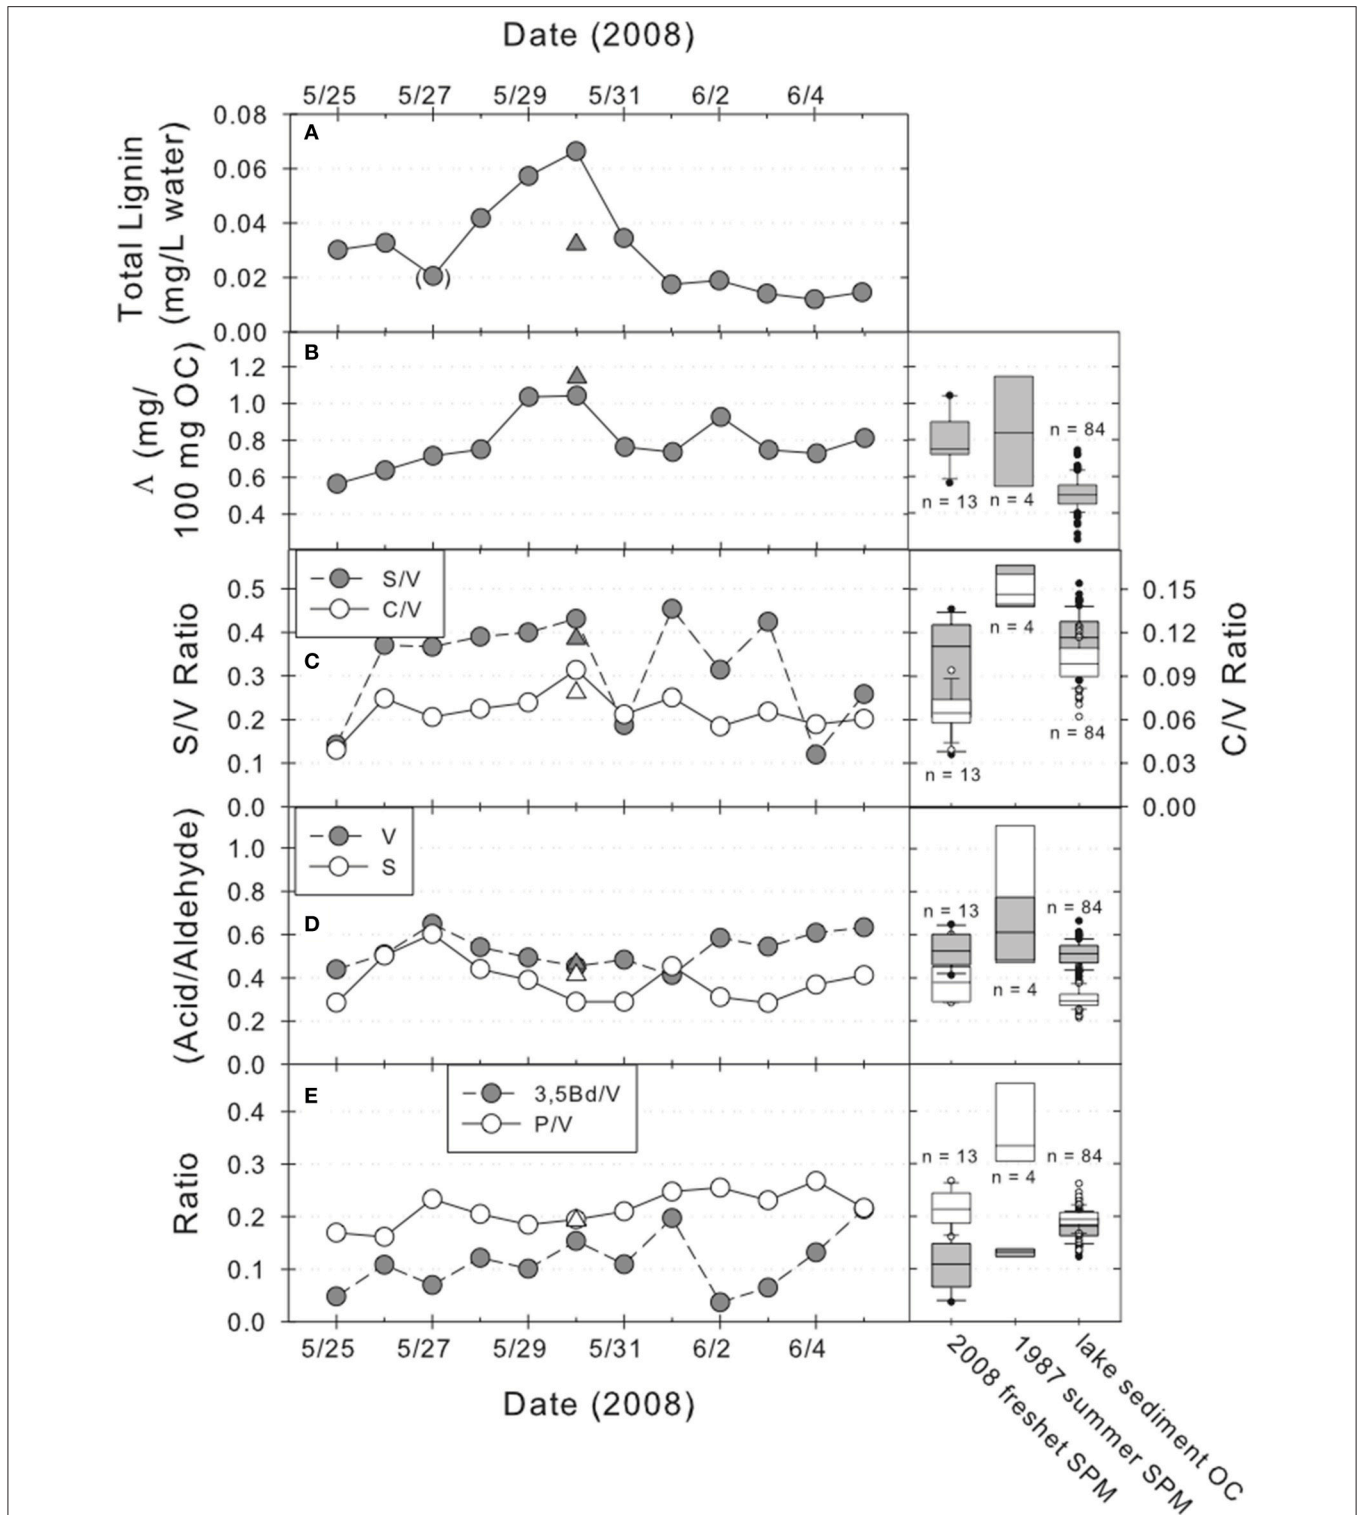 Date (2008)
5/25 5/27 5/29 5/31 6/2 6/4
A
Total Lignin
(mg/L water)
0.08
0.06
0.04
0.02
0.00
( )
B
Λ (mg/
100 mg OC)
1.2
1.0
0.8
0.6
0.4
n = 13
n = 4
n = 84
S/V
C/V
C
S/V Ratio
0.5
0.4
0.3
0.2
0.1
0.0
n = 13
n = 4
n = 84
0.15
0.12
0.09
0.06
0.03
0.00
C/V Ratio
V
S
D
(Acid/Aldehyde)
1.0
0.8
0.6
0.4
0.2
0.0
n = 13
n = 4
n = 84
3,5Bd/V
P/V
E
Ratio
0.4
0.3
0.2
0.1
0.0
n = 13
n = 4
n = 84
5/25 5/27 5/29 5/31 6/2 6/4
Date (2008)
2008 freshet SPM
1987 summer SPM
lake sediment OC